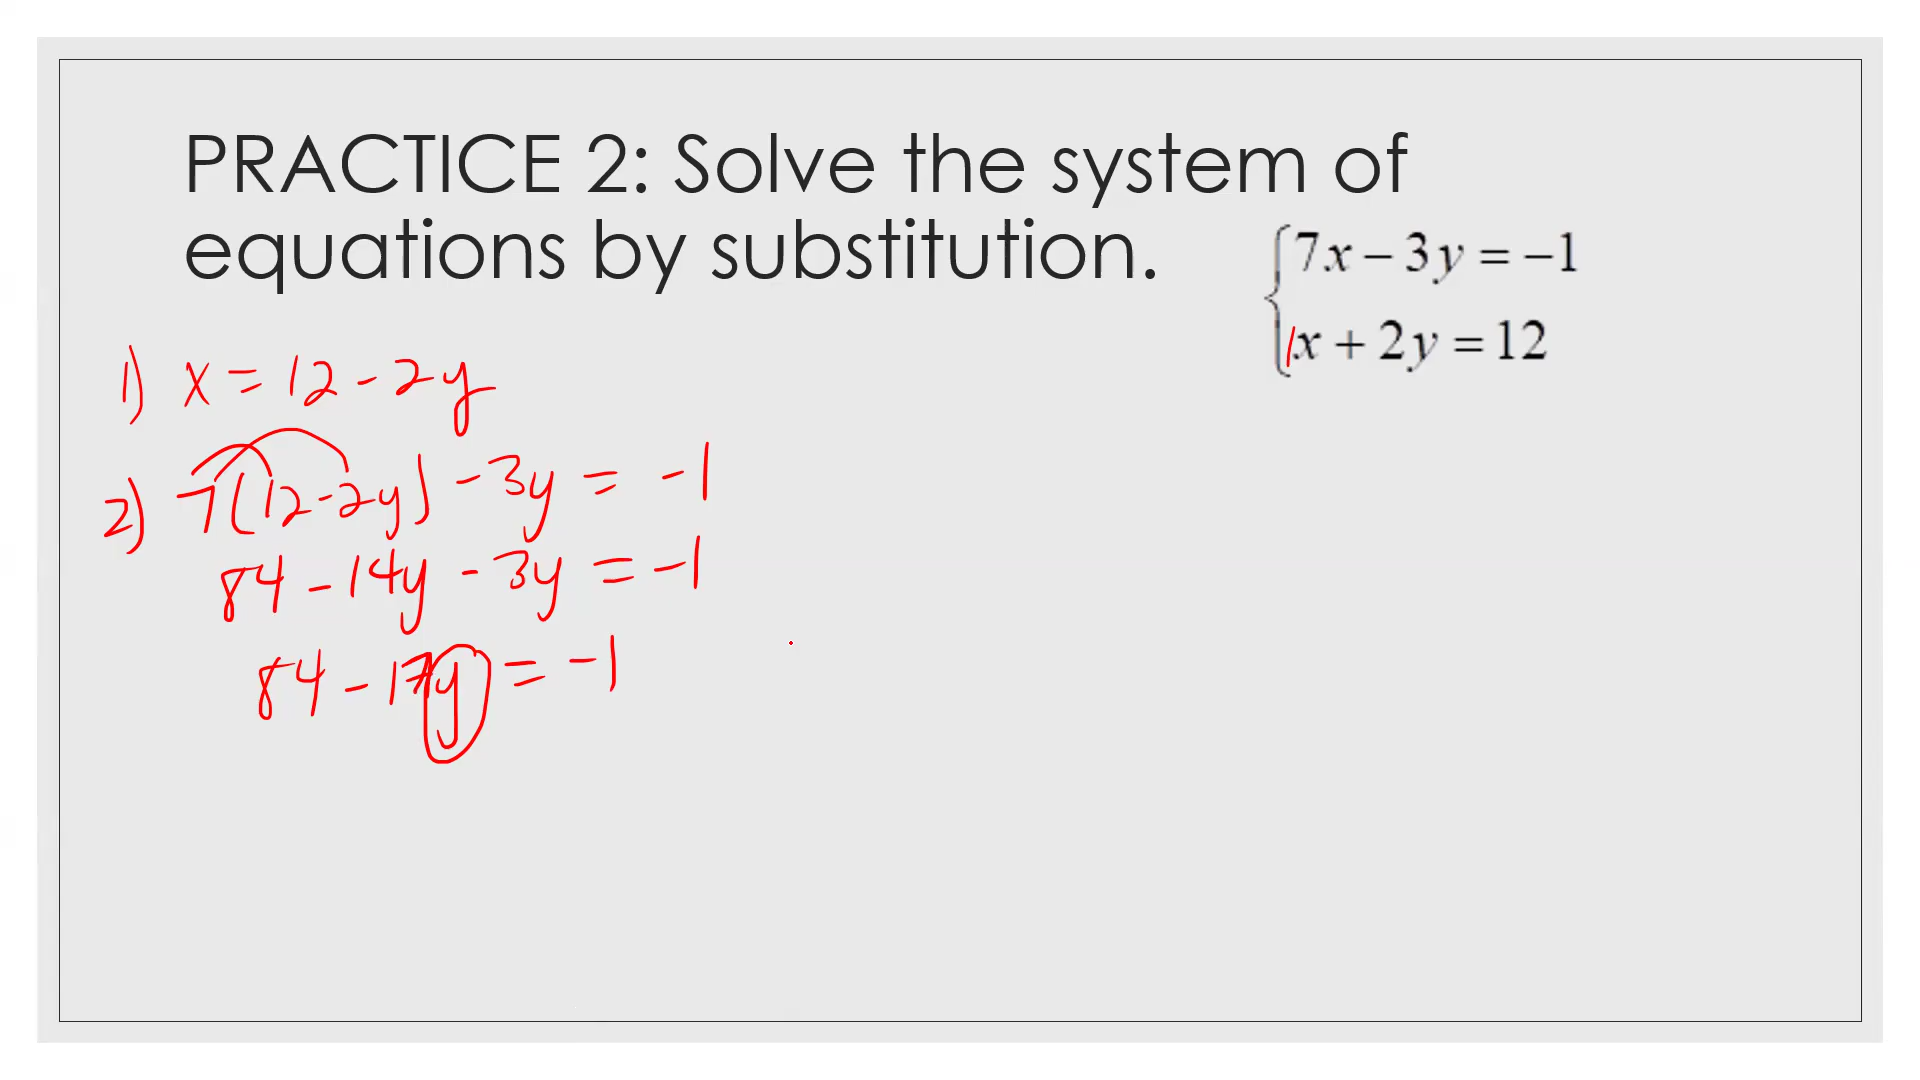 PRACTICE 2: Solve the system of
equations by substitution.
7x − 3y = −1
1x + 2y = 12
1) x = 12 - 2y
2) 7(12-2y) - 3y = -1
84 - 14y - 3y = -1
84 - 17y = -1